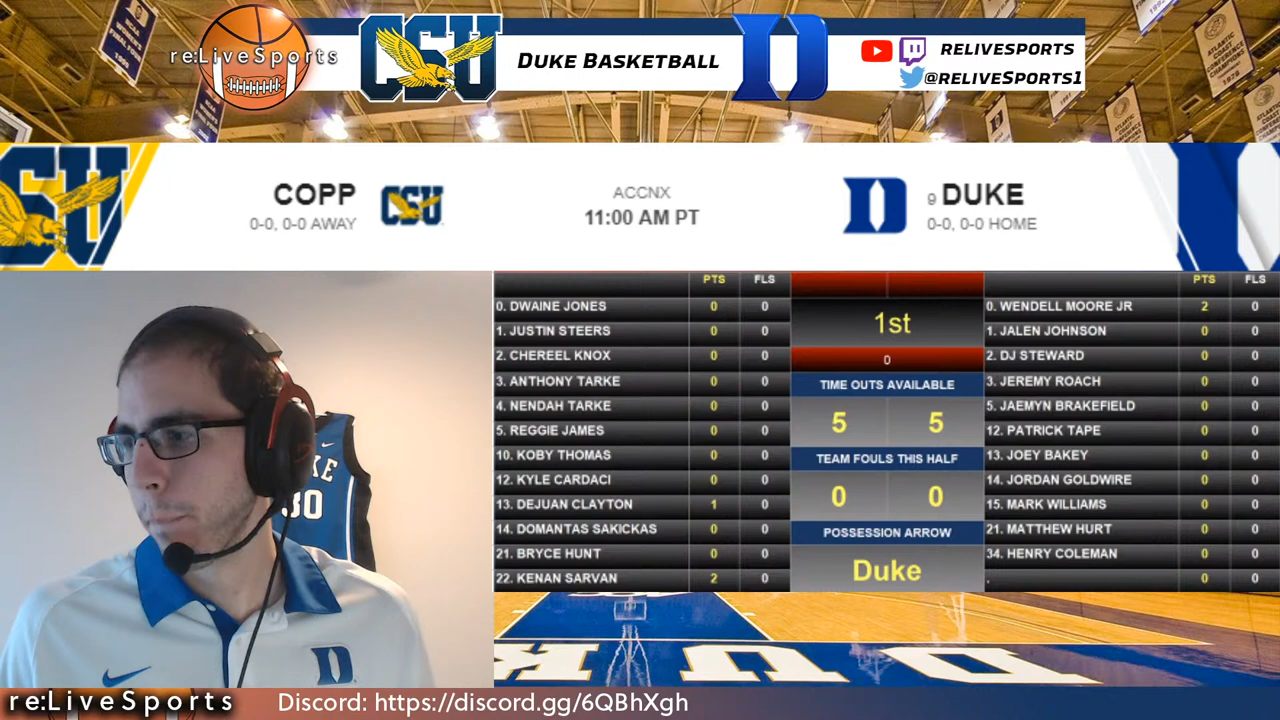 re:LiveSports
CSU
DUKE BASKETBALL
D
RELIVESPORTS
@RELIVESPORTS1
COPP
0-0, 0-0 AWAY
CSU
ACCNX
11:00 AM PT
D
9 DUKE
0-0, 0-0 HOME
PTS FLS
0. DWAINE JONES 0 0
1. JUSTIN STEERS 0 0
2. CHEREEL KNOX 0 0
3. ANTHONY TARKE 0 0
4. NENDAH TARKE 0 0
5. REGGIE JAMES 0 0
10. KOBY THOMAS 0 0
12. KYLE CARDACI 0 0
13. DEJUAN CLAYTON 1 0
14. DOMANTAS SAKICKAS 0 0
21. BRYCE HUNT 0 0
22. KENAN SARVAN 2 0
1st
0
TIME OUTS AVAILABLE
5 5
TEAM FOULS THIS HALF
0 0
POSSESSION ARROW
Duke
PTS FLS
0. WENDELL MOORE JR 2 0
1. JALEN JOHNSON 0 0
2. DJ STEWARD 0 0
3. JEREMY ROACH 0 0
5. JAEMYN BRAKEFIELD 0 0
12. PATRICK TAPE 0 0
13. JOEY BAKEY 0 0
14. JORDAN GOLDWIRE 0 0
15. MARK WILLIAMS 0 0
21. MATTHEW HURT 0 0
34. HENRY COLEMAN 0 0
. 0 0
KE
30
D
re:LiveSports
Discord: https://discord.gg/6QBhXgh